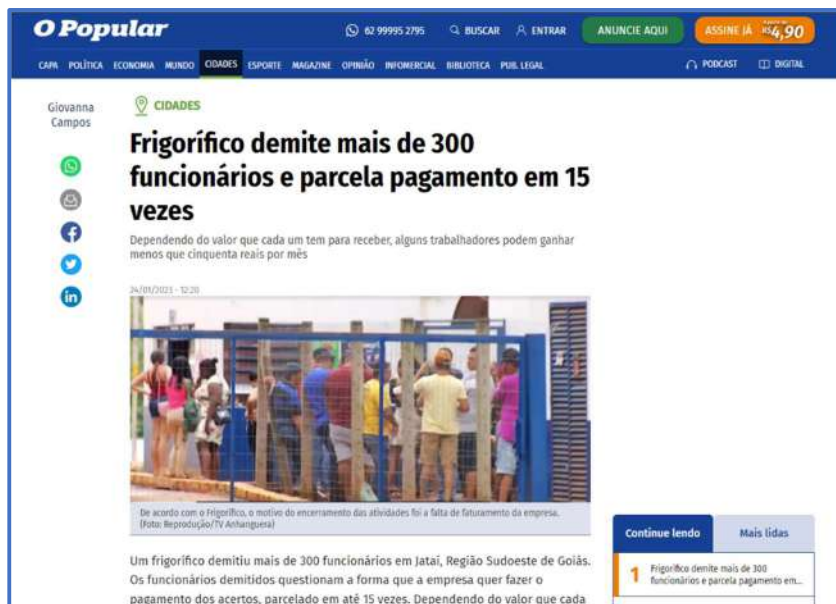 O Popular
62 99995 2795
BUSCAR
ENTRAR
ANUNCIE AQUI
ASSINE JÁ
R$4,90
CAPA POLÍTICA ECONOMIA MUNDO CIDADES ESPORTE MAGAZINE OPINIÃO INFOMERCIAL BIBLIOTECA PUB. LEGAL
PODCAST
DIGITAL
Giovanna
Campos
CIDADES
Frigorífico demite mais de 300
funcionários e parcela pagamento em 15
vezes
Dependendo do valor que cada um tem para receber, alguns trabalhadores podem ganhar
menos que cinquenta reais por mês
24/01/2023 - 12:20
De acordo com o Frigorífico, o motivo do encerramento das atividades foi a falta de faturamento da empresa.
(Foto: Reprodução/TV Anhanguera)
Um frigorífico demitiu mais de 300 funcionários em Jataí, Região Sudoeste de Goiás.
Os funcionários demitidos questionam a forma que a empresa quer fazer o
pagamento dos acertos, parcelado em até 15 vezes. Dependendo do valor que cada
Continue lendo
Mais lidas
1
Frigorífico demite mais de 300
funcionários e parcela pagamento em...